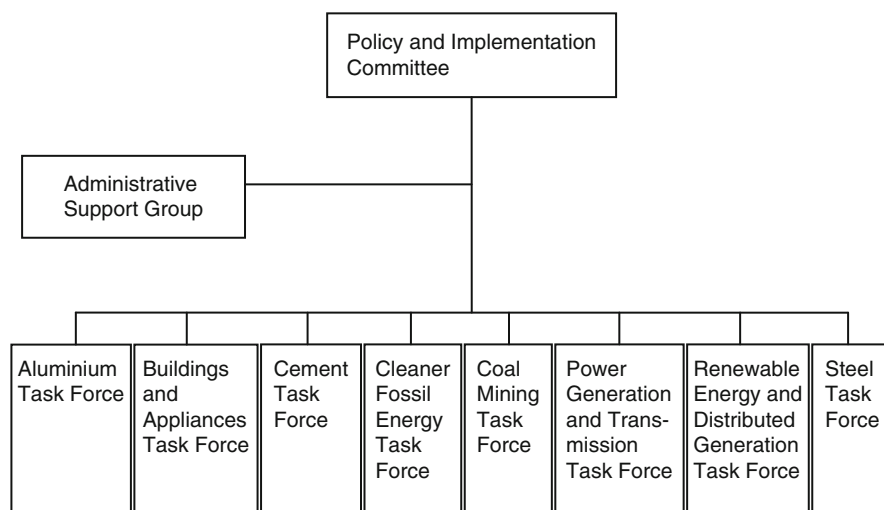 Policy and Implementation
Committee
Administrative
Support Group
Aluminium
Task Force
Buildings
and
Appliances
Task Force
Cement
Task
Force
Cleaner
Fossil
Energy
Task
Force
Coal
Mining
Task
Force
Power
Generation
and Trans-
mission
Task Force
Renewable
Energy and
Distributed
Generation
Task Force
Steel
Task
Force